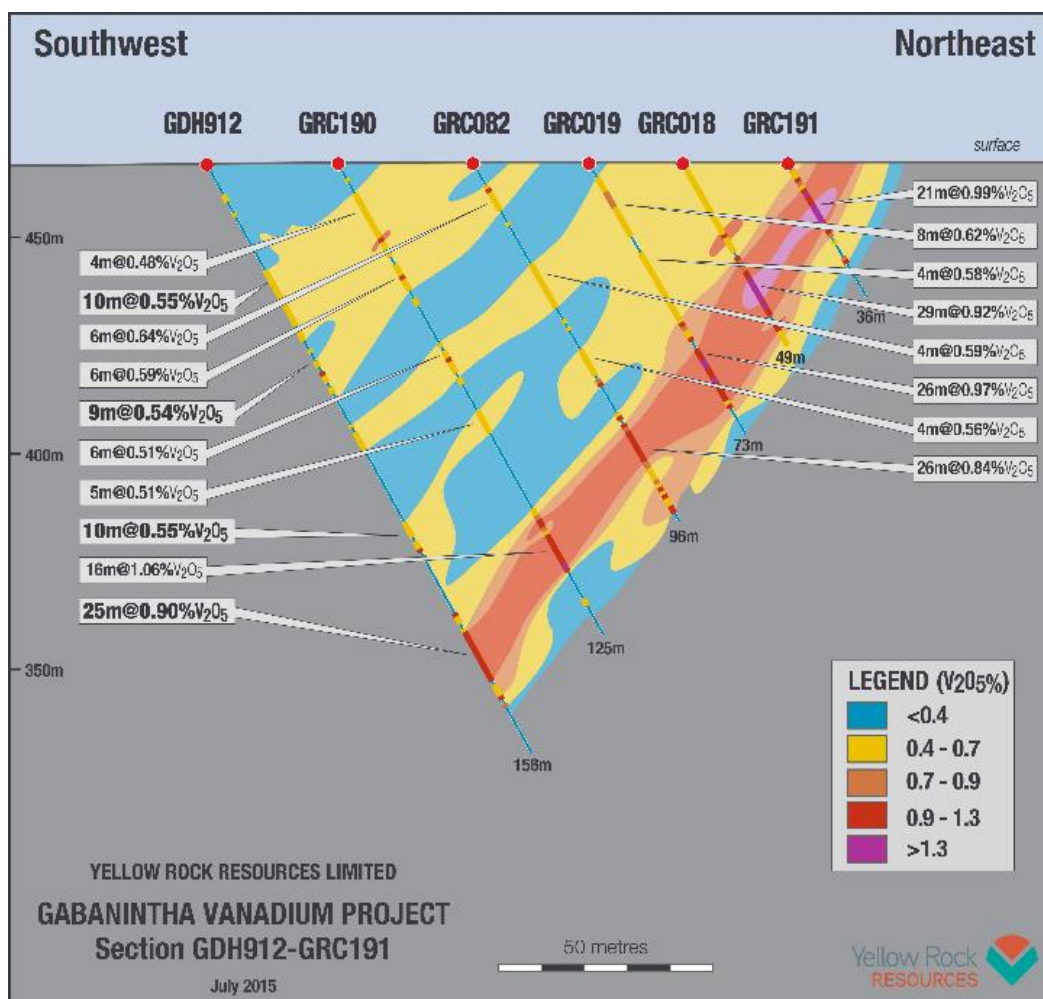 Southwest
Northeast
GDH912
GRC190
GRC082
GRC019
GRC018
GRC191
surface
450m
400m
350m
4m@0.48%V2O5
10m@0.55%V2O5
6m@0.64%V2O5
6m@0.59%V2O5
9m@0.54%V2O5
6m@0.51%V2O5
5m@0.51%V2O5
10m@0.55%V2O5
16m@1.06%V2O5
25m@0.90%V2O5
21m@0.99%V2O5
8m@0.62%V2O5
4m@0.58%V2O5
29m@0.92%V2O5
4m@0.59%V2O5
26m@0.97%V2O5
4m@0.56%V2O5
26m@0.84%V2O5
36m
49m
73m
96m
125m
156m
LEGEND (V2O5%)
<0.4
0.4 - 0.7
0.7 - 0.9
0.9 - 1.3
>1.3
YELLOW ROCK RESOURCES LIMITED
GABANINTHA VANADIUM PROJECT
Section GDH912-GRC191
July 2015
50 metres
Yellow Rock
RESOURCES